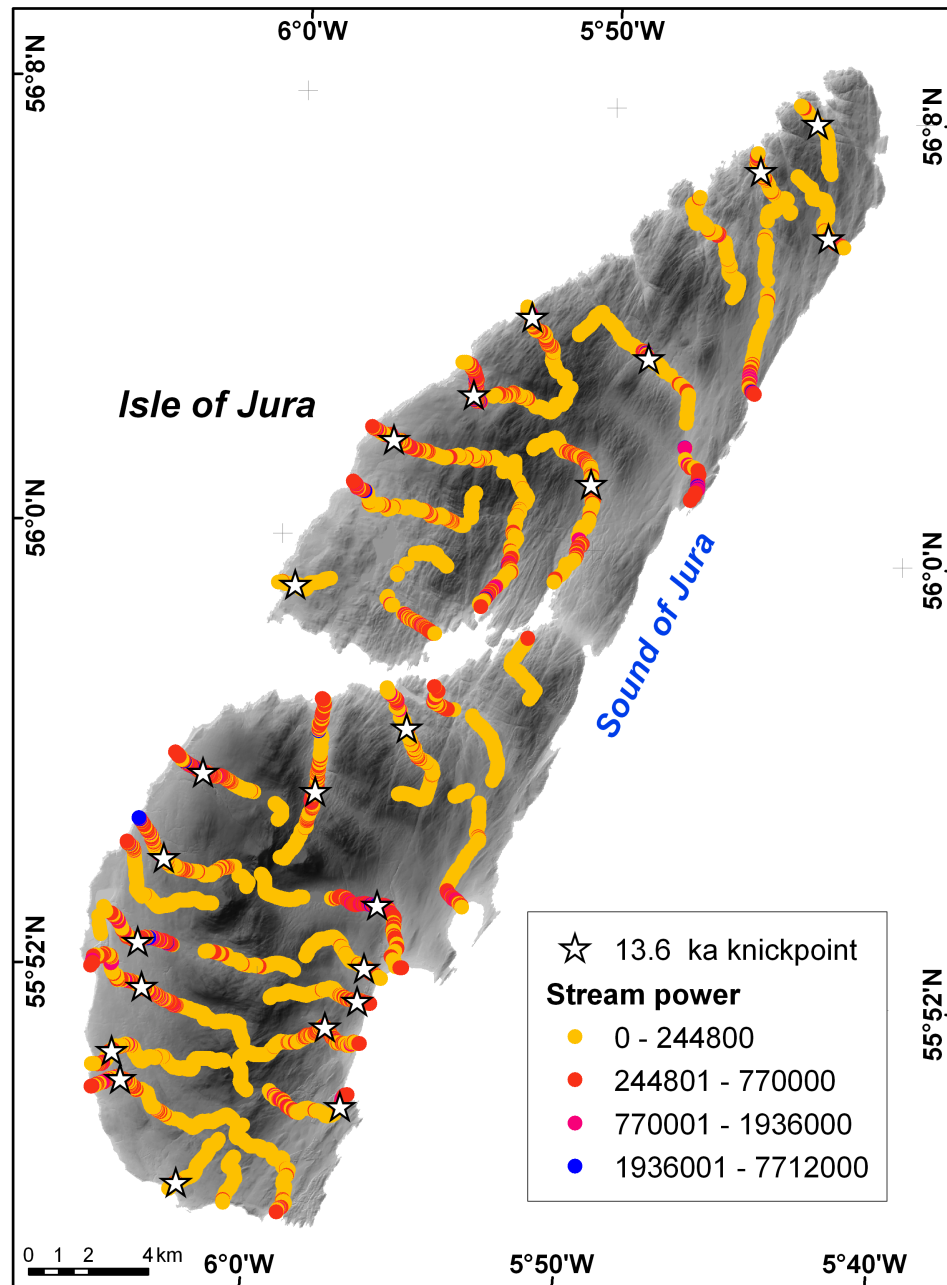 6°0'W 5°50'W
56°8'N
56°8'N
Isle of Jura
56°0'N
56°0'N
Sound of Jura
55°52'N
55°52'N
13.6 ka knickpoint
Stream power
0 - 244800
244801 - 770000
770001 - 1936000
1936001 - 7712000
0 1 2 4 km
6°0'W 5°50'W 5°40'W